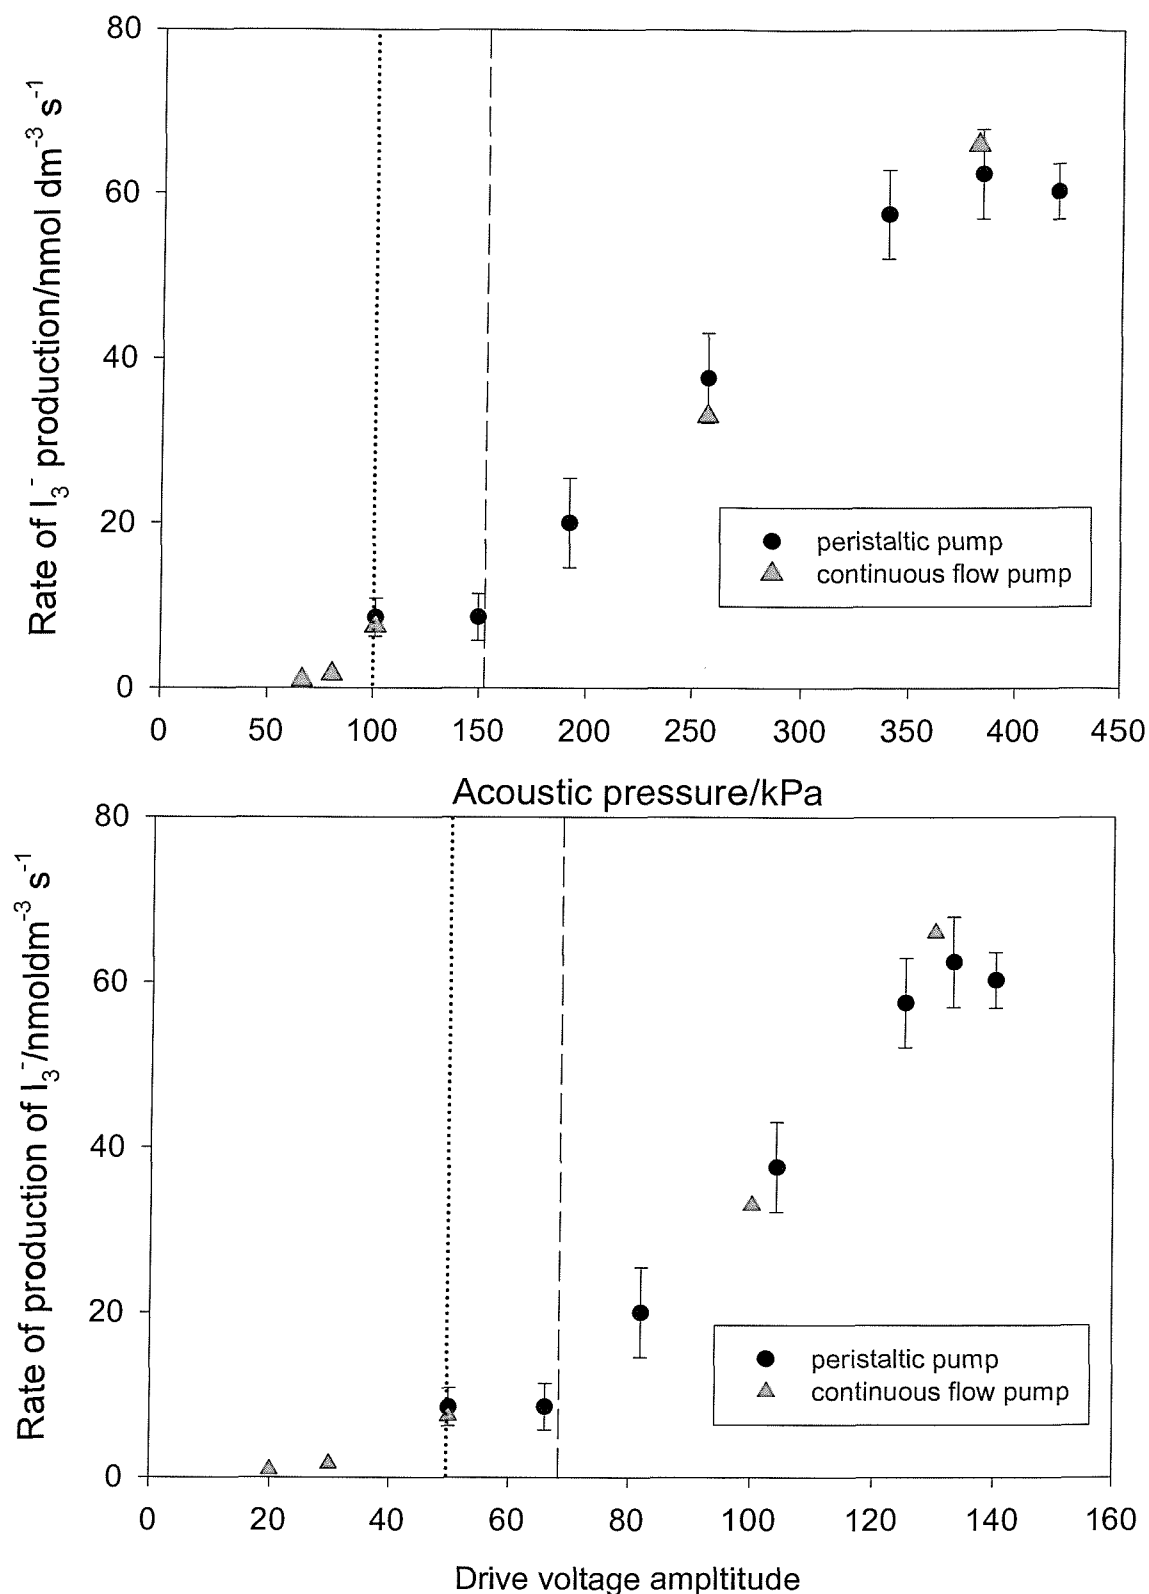 80
60
40
20
0
Rate of I₃⁻ production/nmol dm⁻³ s⁻¹
peristaltic pump
continuous flow pump
0 50 100 150 200 250 300 350 400 450
Acoustic pressure/kPa
80
60
40
20
0
Rate of production of I₃⁻/nmoldm⁻³ s⁻¹
peristaltic pump
continuous flow pump
0 20 40 60 80 100 120 140 160
Drive voltage ampltitude